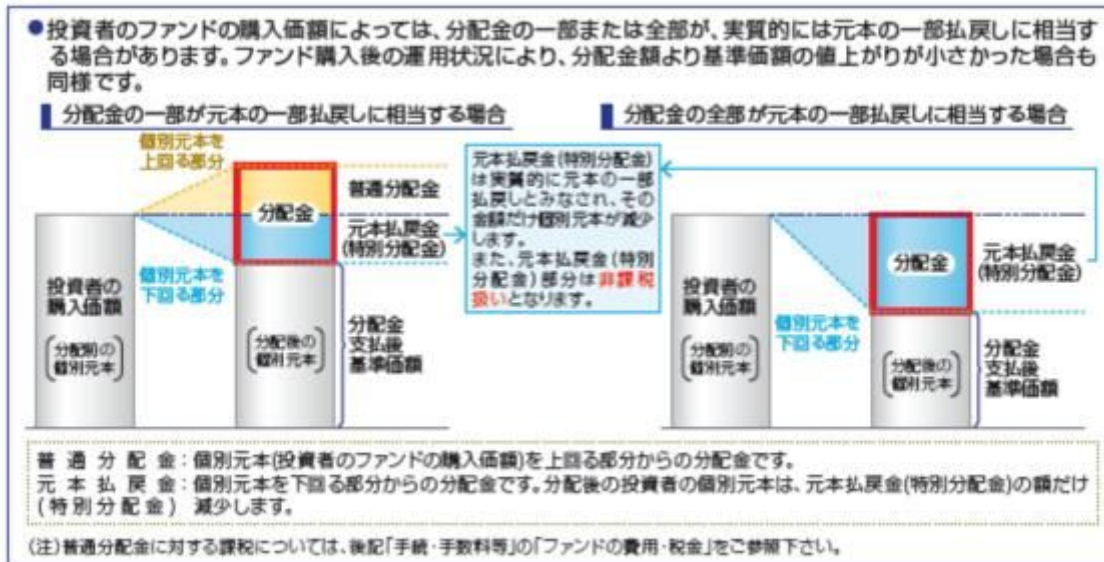 ●投資者のファンドの購入価額によっては、分配金の一部または全部が、実質的には元本の一部払戻しに相当す
る場合があります。ファンド購入後の運用状況により、分配金額より基準価額の値上がりが小さかった場合も
同様です。
分配金の一部が元本の一部払戻しに相当する場合
個別元本を
上回る部分
普通分配金
分配金
元本払戻金
(特別分配金)
個別元本を
下回る部分
投資者の
購入価額
(分配前の
個別元本)
(分配後の
個別元本)
分配金
支払後
基準価額
元本払戻金(特別分配金)
は実質的に元本の一部
払戻しとみなされ、その
金額だけ個別元本が減少
します。
また、元本払戻金(特別
分配金)部分は非課税
扱いとなります。
分配金の全部が元本の一部払戻しに相当する場合
分配金
元本払戻金
(特別分配金)
投資者の
購入価額
個別元本を
下回る部分
(分配前の
個別元本)
(分配後の
個別元本)
分配金
支払後
基準価額
普通分配金:個別元本(投資者のファンドの購入価額)を上回る部分からの分配金です。
元本払戻金:個別元本を下回る部分からの分配金です。分配後の投資者の個別元本は、元本払戻金(特別分配金)の額だけ
(特別分配金) 減少します。
(注)普通分配金に対する課税については、後記「手続・手数料等」の「ファンドの費用・税金」をご参照下さい。